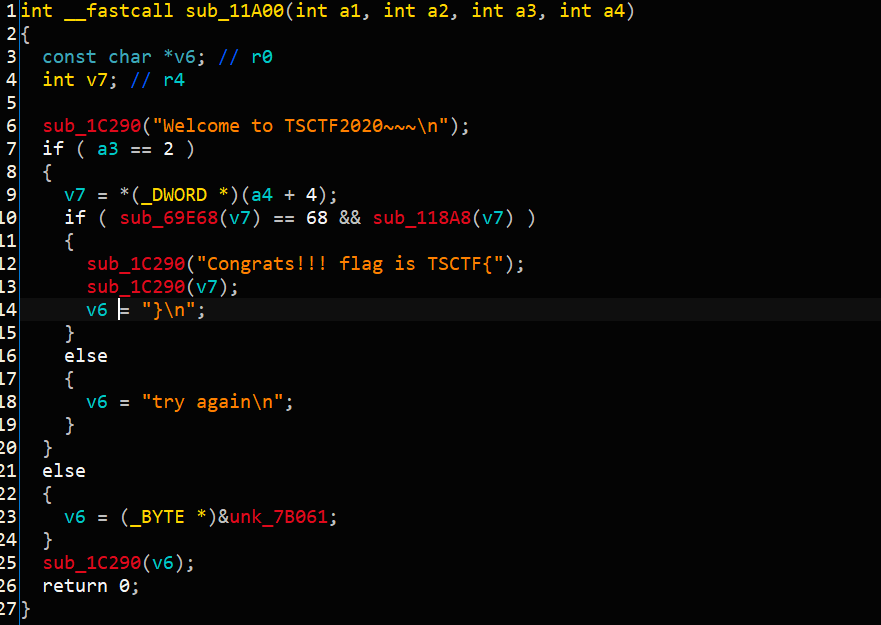 1 int __fastcall sub_11A00(int a1, int a2, int a3, int a4)
2 {
3   const char *v6; // r0
4   int v7; // r4
5
6   sub_1C290("Welcome to TSCTF2020~~~\n");
7   if ( a3 == 2 )
8   {
9     v7 = *(_DWORD *)(a4 + 4);
10     if ( sub_69E68(v7) == 68 && sub_118A8(v7) )
11     {
12       sub_1C290("Congrats!!! flag is TSCTF{");
13       sub_1C290(v7);
14       v6 = "}\n";
15     }
16     else
17     {
18       v6 = "try again\n";
19     }
20   }
21   else
22   {
23     v6 = (_BYTE *)&unk_7B061;
24   }
25   sub_1C290(v6);
26   return 0;
27 }